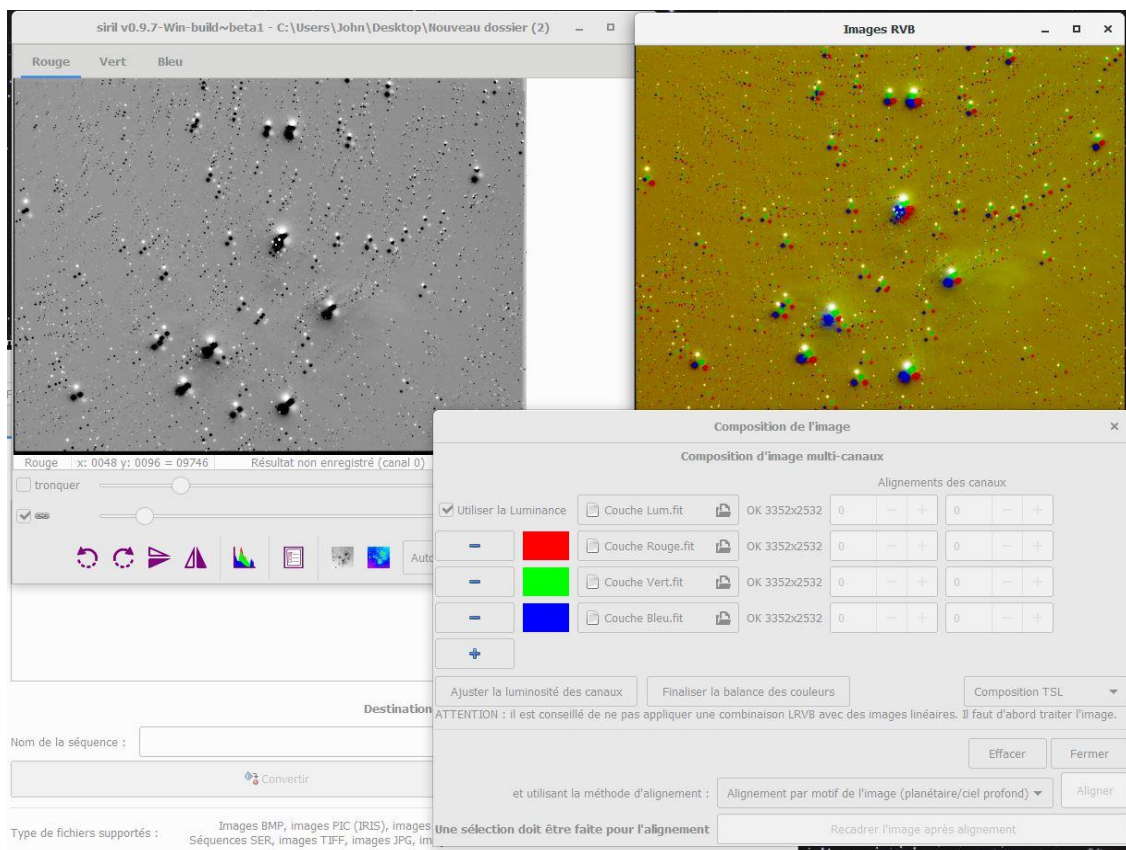 siril v0.9.7-Win-build~beta1 - C:\Users\John\Desktop\Nouveau dossier (2)
Rouge Vert Bleu
Images RVB
Rouge x: 0048 y: 0096 = 09746 Résultat non enregistré (canal 0)
tronquer
Auto
Composition de l'image
Composition d'image multi-canaux
Alignements des canaux
Utiliser la Luminance Couche Lum.fit OK 3352x2532 0 0
Couche Rouge.fit OK 3352x2532 0 0
Couche Vert.fit OK 3352x2532 0 0
Couche Bleu.fit OK 3352x2532 0 0
Ajuster la luminosité des canaux Finaliser la balance des couleurs Composition TSL
ATTENTION : il est conseillé de ne pas appliquer une combinaison LRVB avec des images linéaires. Il faut d'abord traiter l'image.
Effacer Fermer
et utilisant la méthode d'alignement : Alignement par motif de l'image (planétaire/ciel profond) Aligner
Une sélection doit être faite pour l'alignement Recadrer l'image après alignement
Destination
Nom de la séquence :
Convertir
Type de fichiers supportés : Images BMP, images PIC (IRIS), images
Séquences SER, images TIFF, images JPG, im